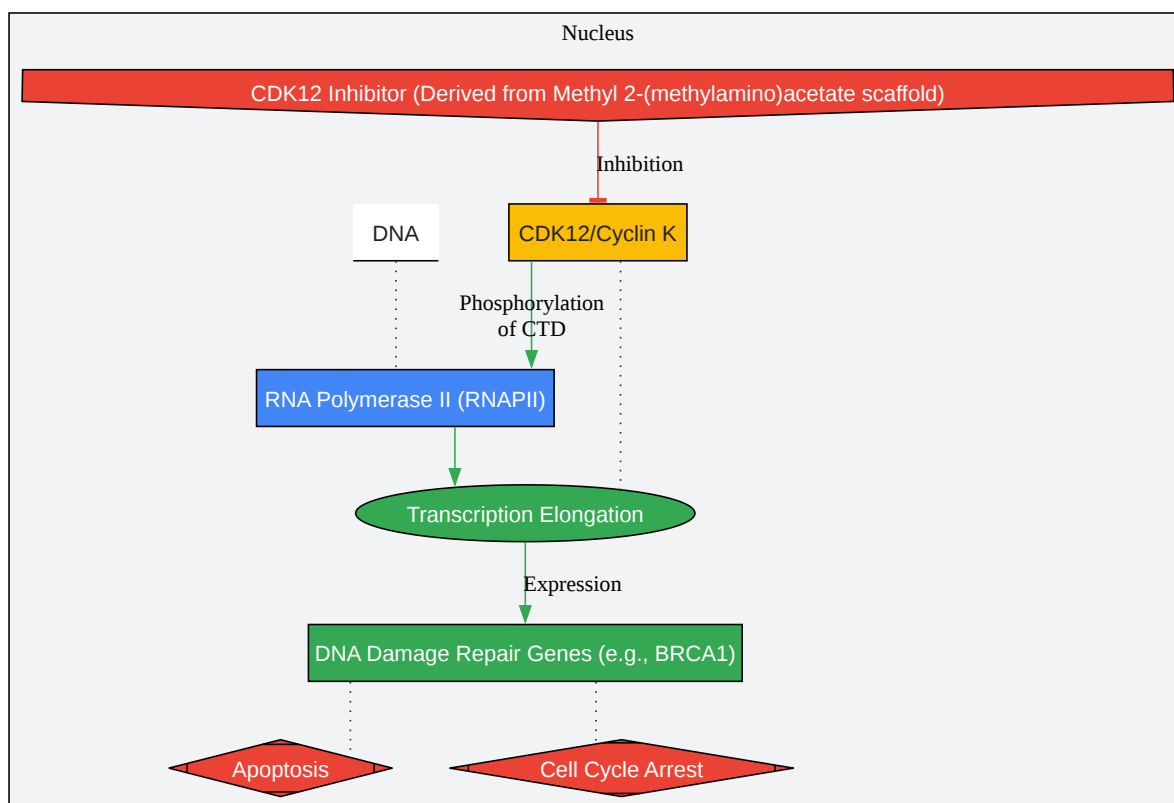 Nucleus
CDK12 Inhibitor (Derived from Methyl 2-(methylamino)acetate scaffold)
Inhibition
DNA
CDK12/Cyclin K
Phosphorylation
of CTD
RNA Polymerase II (RNAPII)
Transcription Elongation
Expression
DNA Damage Repair Genes (e.g., BRCA1)
Apoptosis
Cell Cycle Arrest